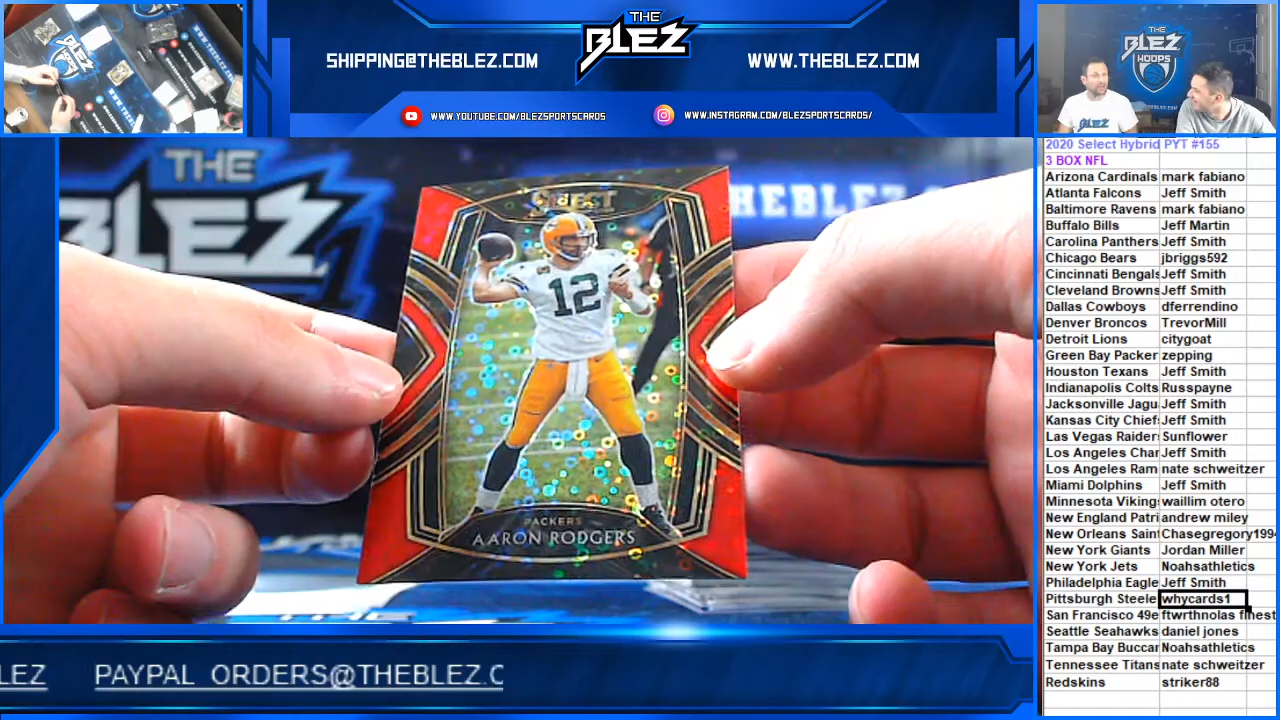 THE
BLEZ
SHIPPING@THEBLEZ.COM
WWW.THEBLEZ.COM
WWW.YOUTUBE.COM/BLEZSPORTSCARDS
WWW.INSTAGRAM.COM/BLEZSPORTSCARDS/
THE
BLEZ
HOOPS
BLEZ
THE
BLEZ
HEBLEZ
SELECT
12
PACKERS
AARON RODGERS
2020 Select Hybrid PYT #155
3 BOX NFL
Arizona Cardinals mark fabiano
Atlanta Falcons Jeff Smith
Baltimore Ravens mark fabiano
Buffalo Bills Jeff Martin
Carolina Panthers Jeff Smith
Chicago Bears jbriggs592
Cincinnati Bengals Jeff Smith
Cleveland Browns Jeff Smith
Dallas Cowboys dferrendino
Denver Broncos TrevorMill
Detroit Lions citygoat
Green Bay Packer zepping
Houston Texans Jeff Smith
Indianapolis Colts Russpayne
Jacksonville Jagu Jeff Smith
Kansas City Chief Jeff Smith
Las Vegas Raider Sunflower
Los Angeles Char Jeff Smith
Los Angeles Ram nate schweitzer
Miami Dolphins Jeff Smith
Minnesota Viking waillim otero
New England Patri andrew miley
New Orleans Saint Chasegregory1994
New York Giants Jordan Miller
New York Jets Noahsathletics
Philadelphia Eagle Jeff Smith
Pittsburgh Steele whycards1
San Francisco 49e ftwrthnolas finest
Seattle Seahawks daniel jones
Tampa Bay Buccan Noahsathletics
Tennessee Titans nate schweitzer
Redskins striker88
LEZ PAYPAL ORDERS@THEBLEZ.C